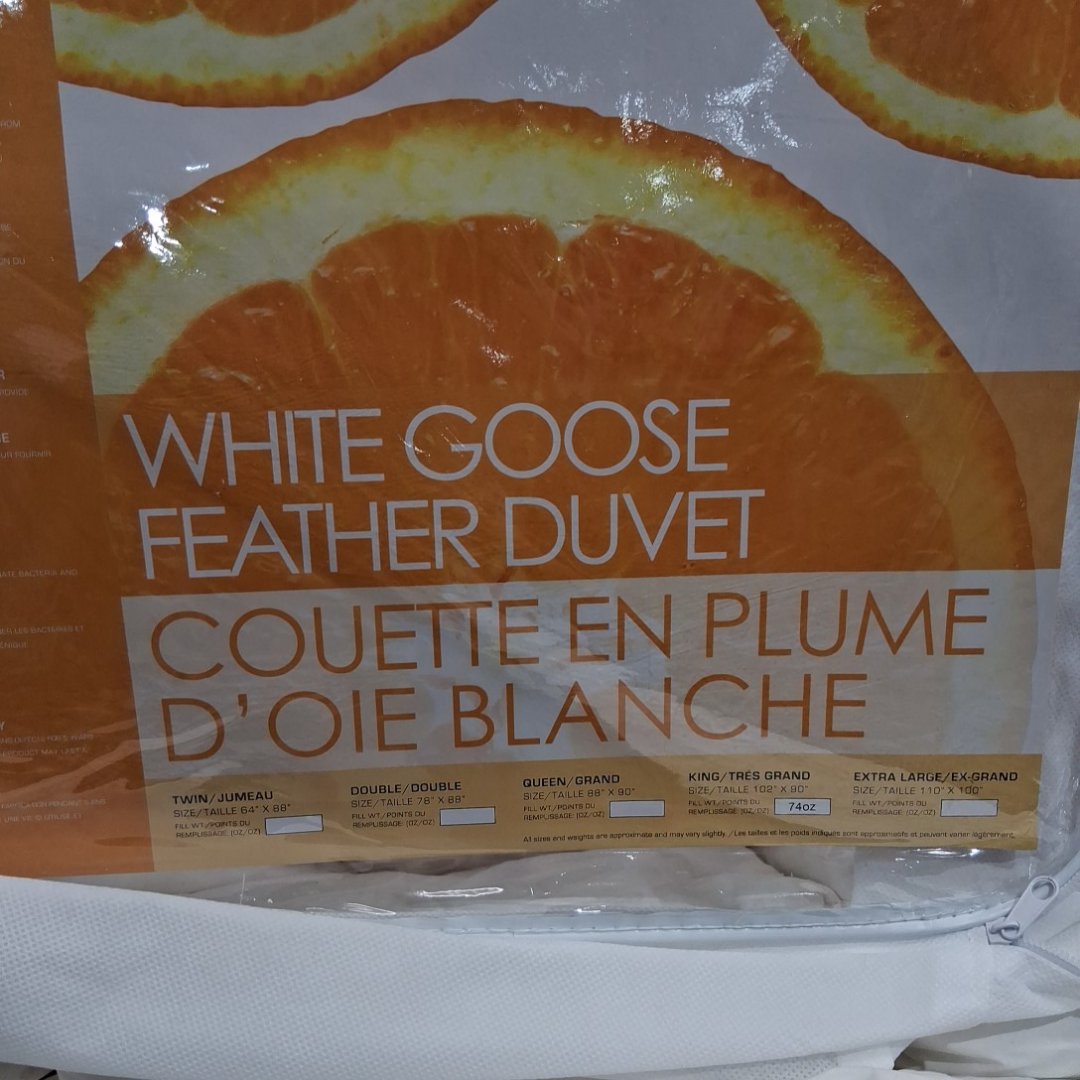 WHITE GOOSE
FEATHER DUVET
COUETTE EN PLUME
D'OIE BLANCHE
TWIN/JUMEAU
SIZE/TAILLE 64" X 88"
FILL WT./POINTS DU
REMPLISSAGE (OZ/OZ)
DOUBLE/DOUBLE
SIZE/TAILLE 78" X 88"
FILL WT./POINTS DU
REMPLISSAGE (OZ/OZ)
QUEEN/GRAND
SIZE/TAILLE 88" X 90"
FILL WT./POINTS DU
REMPLISSAGE (OZ/OZ)
KING/TRÈS GRAND
SIZE/TAILLE 102" X 90"
FILL WT./POINTS DU
REMPLISSAGE (OZ/OZ)
74oz
EXTRA LARGE/EX-GRAND
SIZE/TAILLE 110" X 100"
FILL WT./POINTS DU
REMPLISSAGE (OZ/OZ)
All sizes and weights are approximate and may vary slightly. / Les tailles et les poids indiqués sont approximatifs et peuvent varier légèrement.